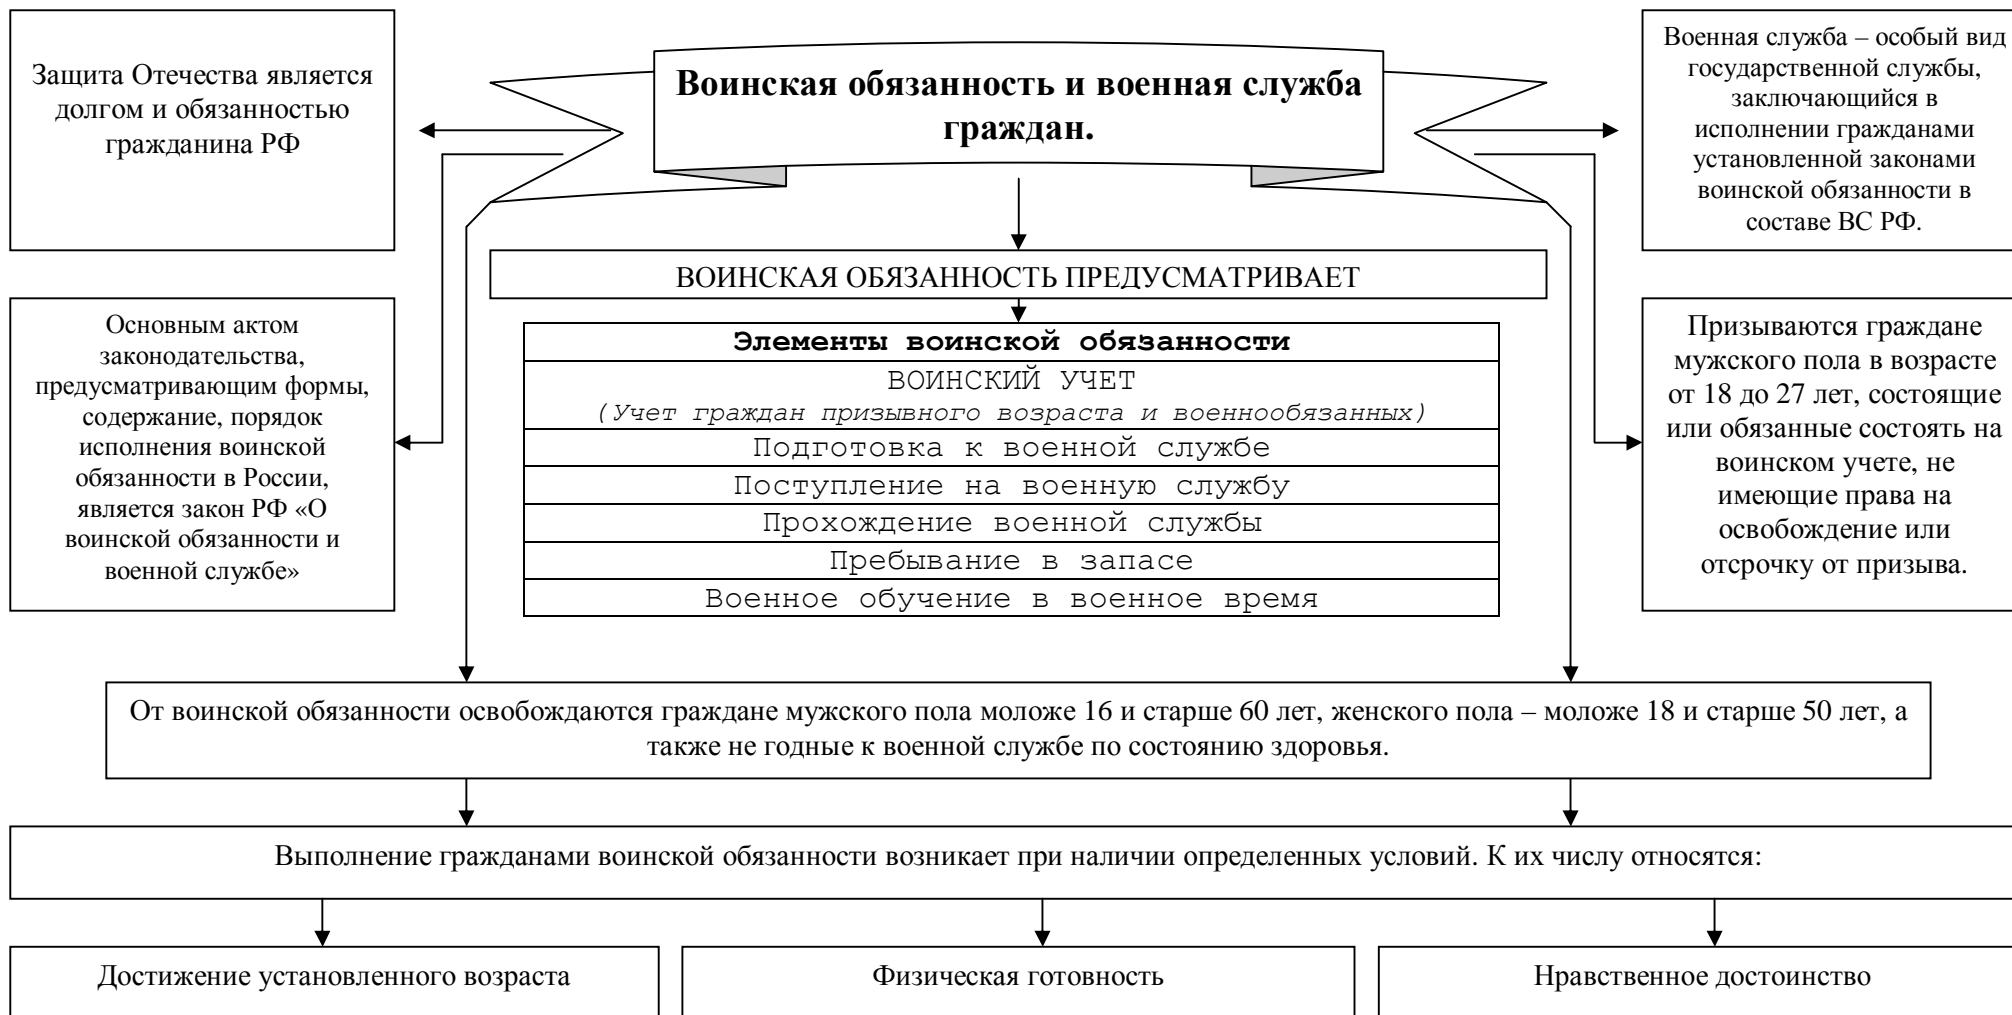 Защита Отечества является
долгом и обязанностью
гражданина РФ
Воинская обязанность и военная служба
граждан.
Военная служба – особый вид
государственной службы,
заключающийся в
исполнении гражданами
установленной законами
воинской обязанности в
составе ВС РФ.
ВОИНСКАЯ ОБЯЗАННОСТЬ ПРЕДУСМАТРИВАЕТ
Основным актом
законодательства,
предусматривающим формы,
содержание, порядок
исполнения воинской
обязанности в России,
является закон РФ «О
воинской обязанности и
военной службе»
Элементы воинской обязанности
ВОИНСКИЙ УЧЕТ
(Учет граждан призывного возраста и военнообязанных)
Подготовка к военной службе
Поступление на военную службу
Прохождение военной службы
Пребывание в запасе
Военное обучение в военное время
Призываются граждане
мужского пола в возрасте
от 18 до 27 лет, состоящие
или обязанные состоять на
воинском учете, не
имеющие права на
освобождение или
отсрочку от призыва.
От воинской обязанности освобождаются граждане мужского пола моложе 16 и старше 60 лет, женского пола – моложе 18 и старше 50 лет, а
также не годные к военной службе по состоянию здоровья.
Выполнение гражданами воинской обязанности возникает при наличии определенных условий. К их числу относятся:
Достижение установленного возраста
Физическая готовность
Нравственное достоинство